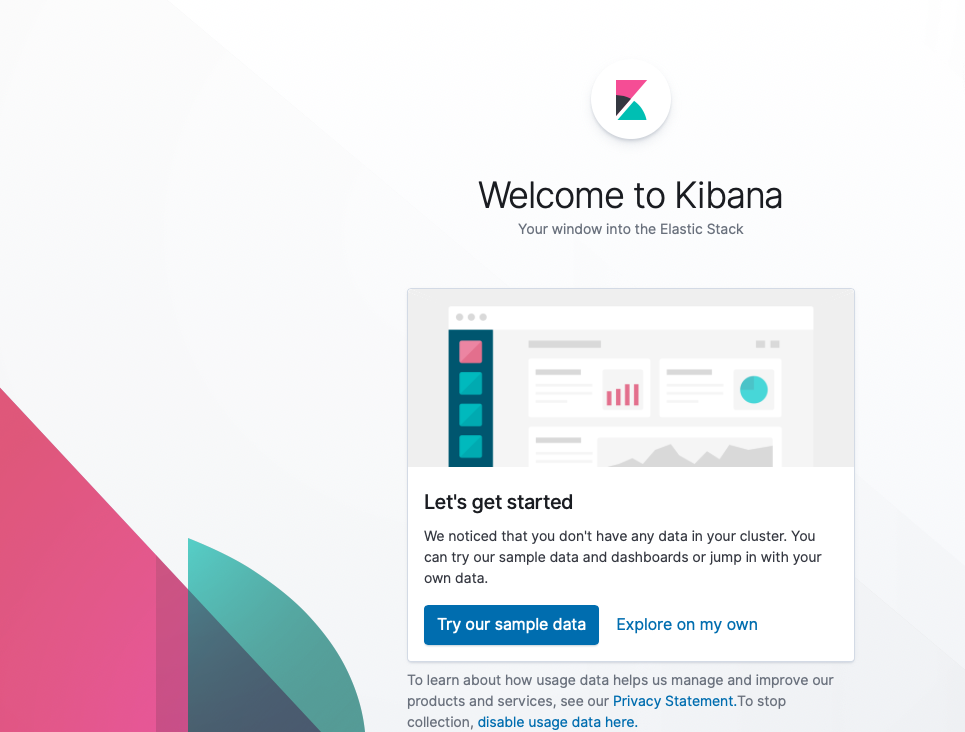 Welcome to Kibana
Your window into the Elastic Stack
Let's get started
We noticed that you don't have any data in your cluster. You
can try our sample data and dashboards or jump in with your
own data.
Try our sample data
Explore on my own
To learn about how usage data helps us manage and improve our
products and services, see our Privacy Statement.To stop
collection, disable usage data here.